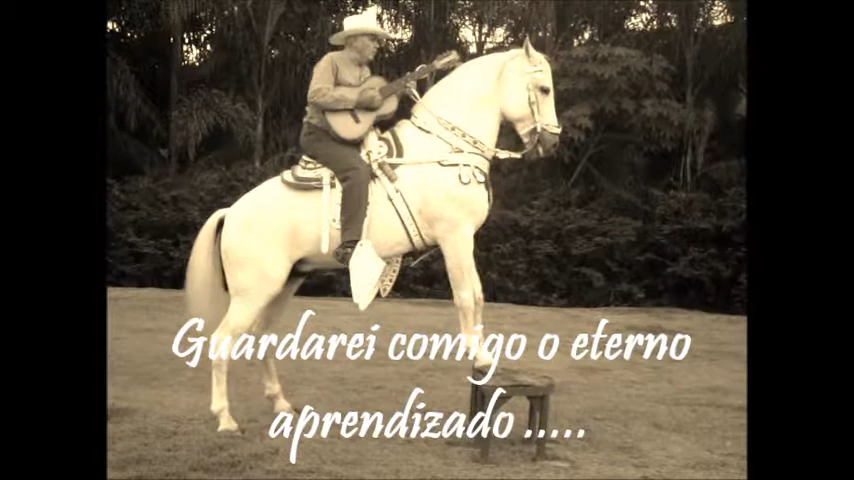 Guardarei comigo o eterno
aprendizado .....